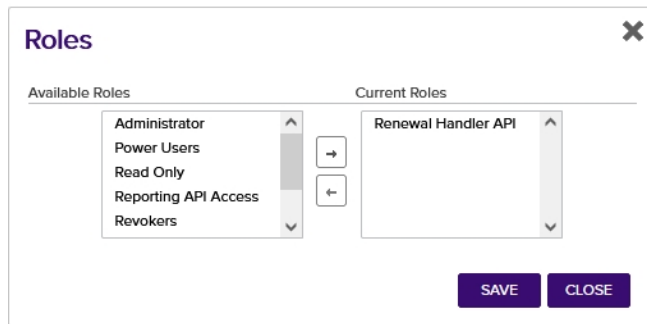 Roles
Available Roles
Current Roles
Administrator
Power Users
Read Only
Reporting API Access
Revokers
Renewal Handler API
SAVE
CLOSE